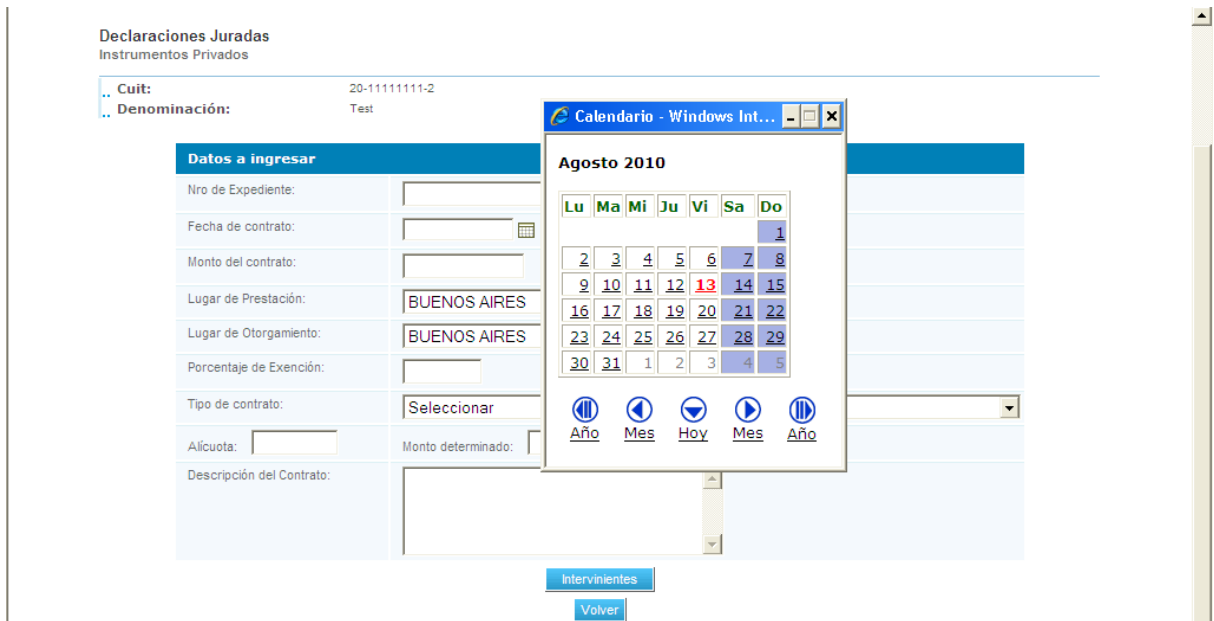 Declaraciones Juradas
Instrumentos Privados
Cuit: 20-11111111-2
Denominación: Test
Datos a ingresar
Nro de Expediente:
Fecha de contrato:
Monto del contrato:
Lugar de Prestación: BUENOS AIRES
Lugar de Otorgamiento: BUENOS AIRES
Porcentaje de Exención:
Tipo de contrato: Seleccionar
Alícuota: Monto determinado:
Descripción del Contrato:
Intervinientes
Volver
Calendario - Windows Int...
Agosto 2010
Lu Ma Mi Ju Vi Sa Do
1
2 3 4 5 6 7 8
9 10 11 12 13 14 15
16 17 18 19 20 21 22
23 24 25 26 27 28 29
30 31 1 2 3 4 5
Año Mes Hoy Mes Año